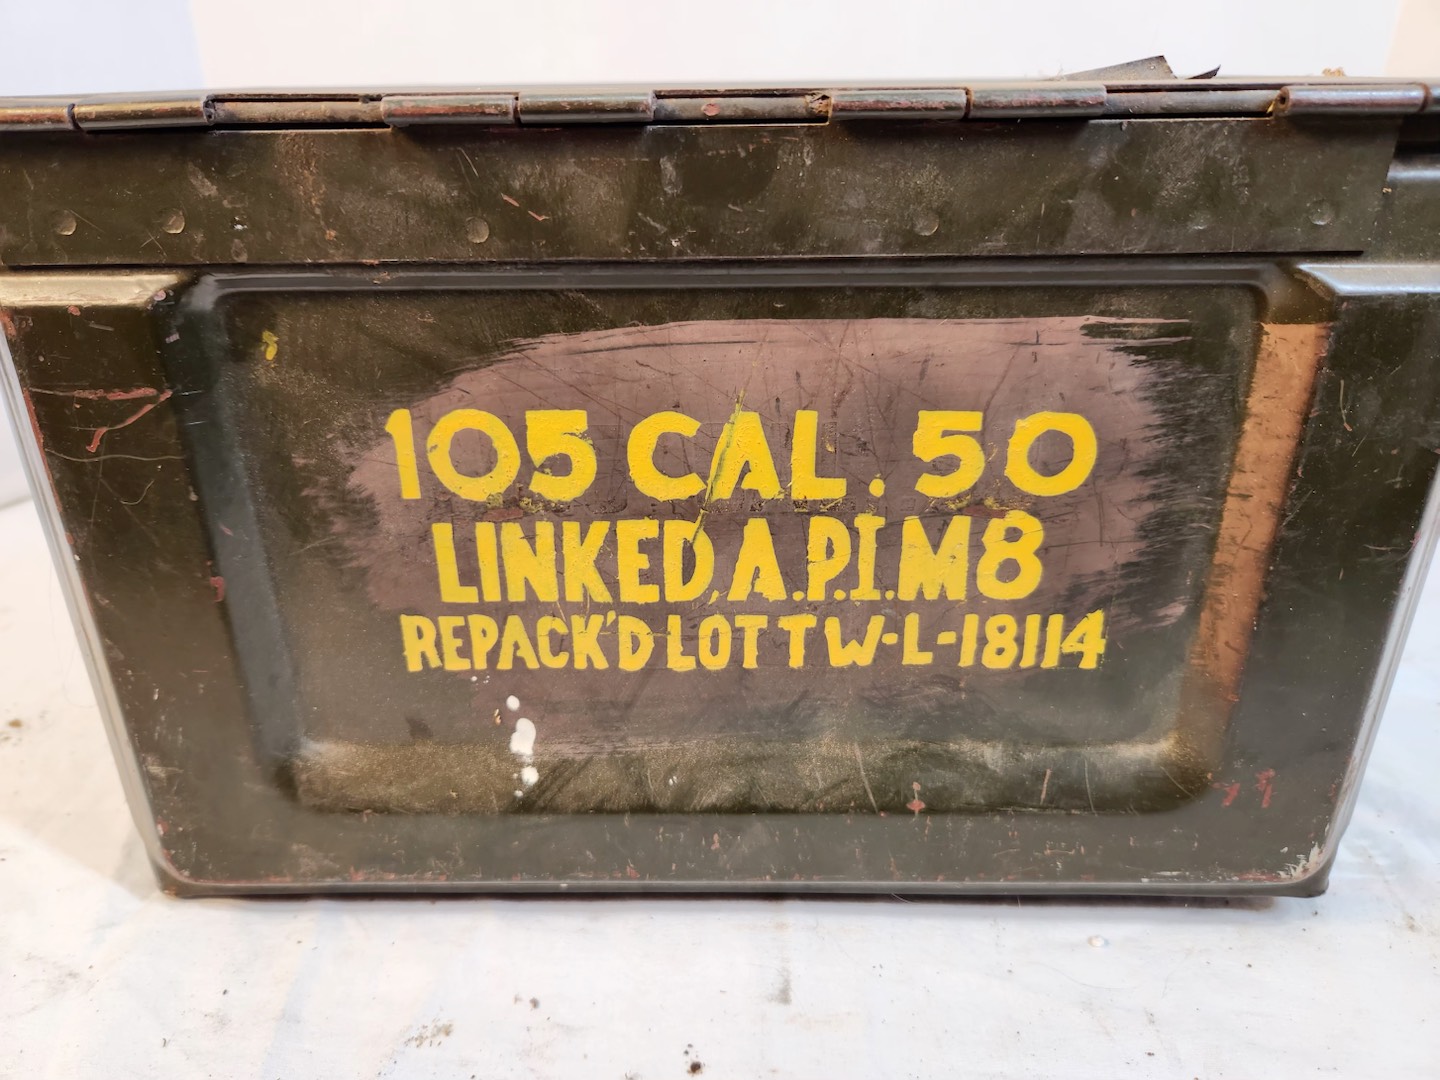 105 CAL. 50
LINKED, A.P.I. M8
REPACK'D LOT TW-L-18114